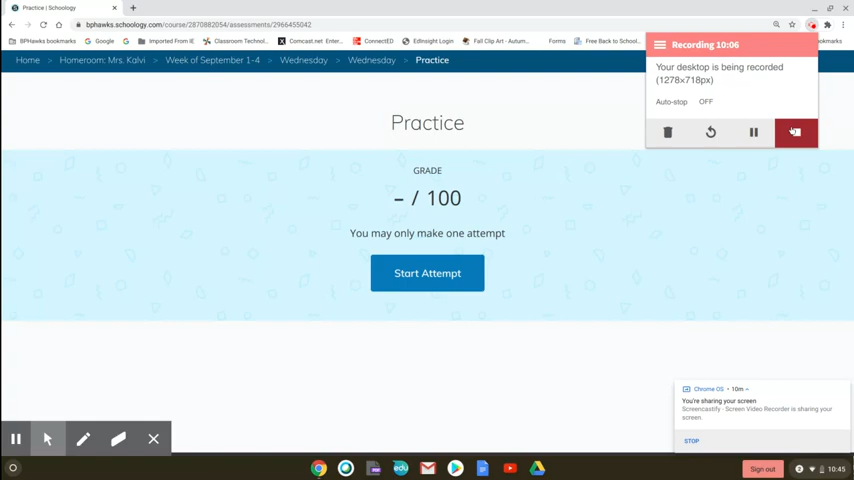 Practice | Schoology
bphawks.schoology.com/course/2870882054/assessments/2966455042
BPHawks bookmarks Google Imported From IE Classroom Technol... Comcast.net Enter... ConnectED EdInsight Login Fall Clip Art - Autum... Forms Free Back to School... bookmarks
Home > Homeroom: Mrs. Kalvi > Week of September 1-4 > Wednesday > Wednesday > Practice
Recording 10:06
Your desktop is being recorded
(1278×718px)
Auto-stop OFF
Practice
GRADE
– / 100
You may only make one attempt
Start Attempt
Chrome OS • 10m
You're sharing your screen
Screencastify - Screen Video Recorder is sharing your
screen.
STOP
Sign out
2
10:45